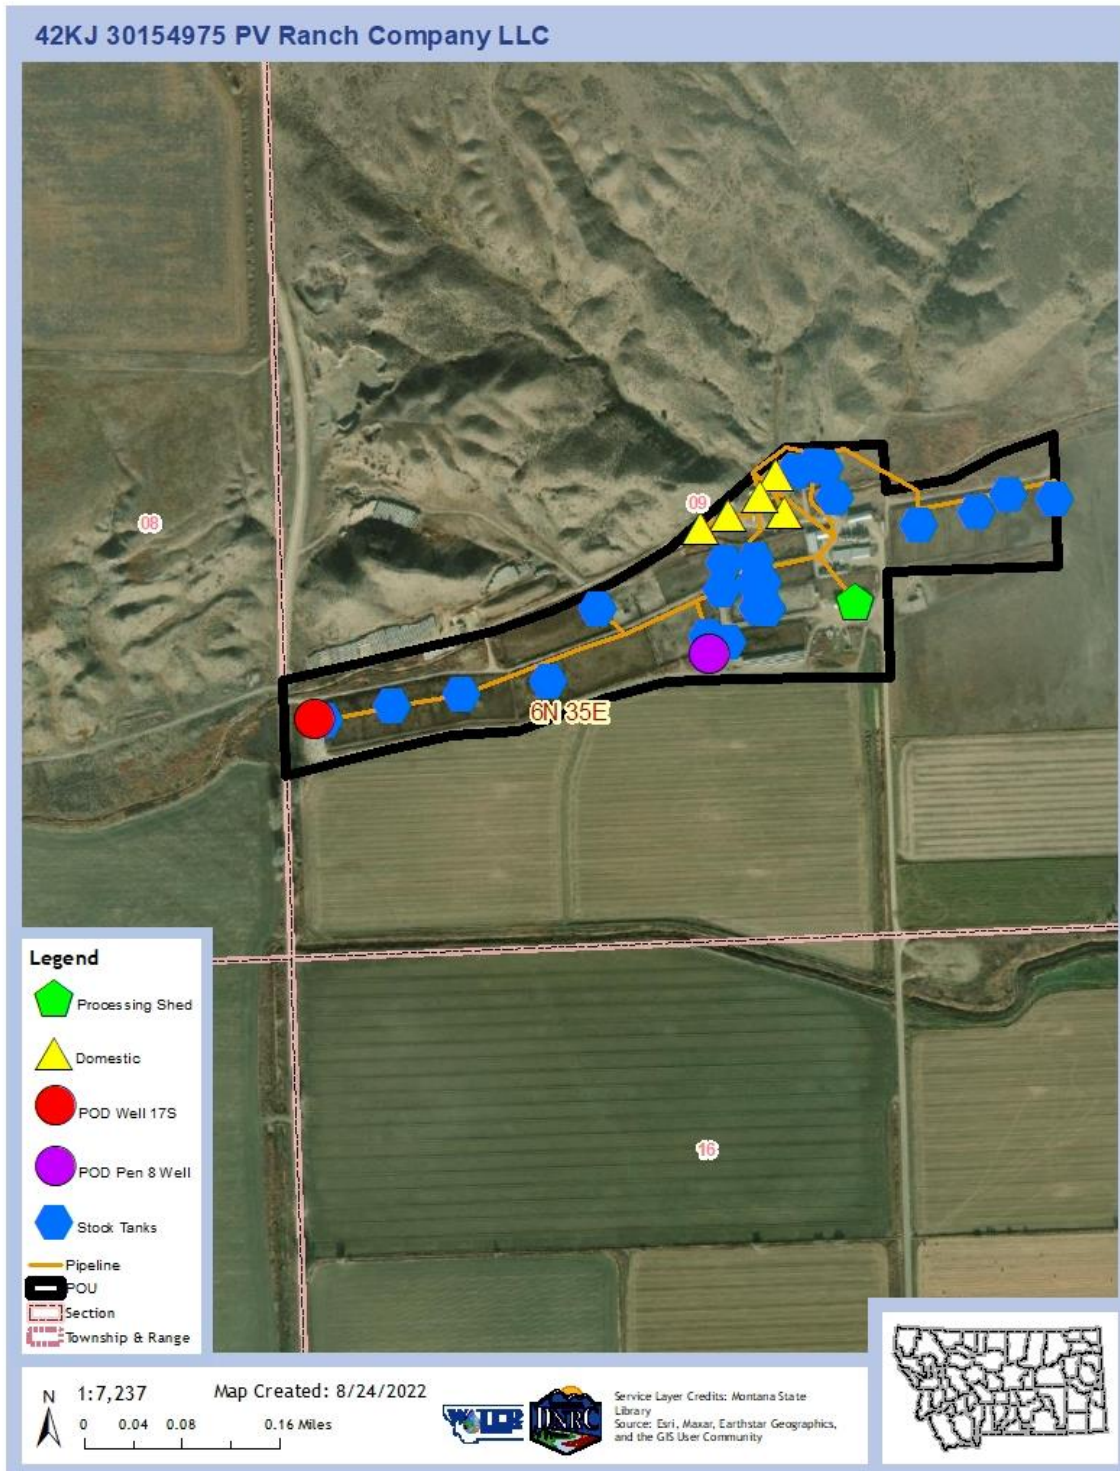 42KJ 30154975 PV Ranch Company LLC
08
09
6N 35E
16
Legend
Processing Shed
Domestic
POD Well 17S
POD Pen 8 Well
Stock Tanks
Pipeline
POU
Section
Township & Range
N
1:7,237
0 0.04 0.08 0.16 Miles
Map Created: 8/24/2022
WATER
DNRC
Service Layer Credits: Montana State
Library
Source: Esri, Maxar, Earthstar Geographics,
and the GIS User Community